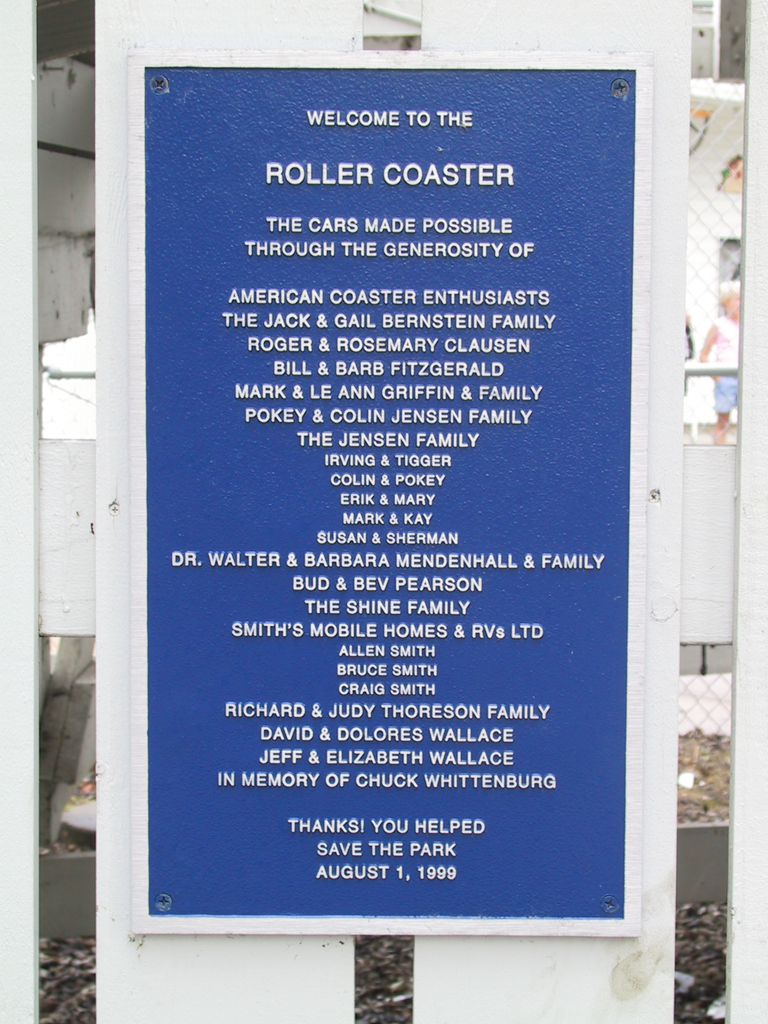 WELCOME TO THE
ROLLER COASTER
THE CARS MADE POSSIBLE
THROUGH THE GENEROSITY OF
AMERICAN COASTER ENTHUSIASTS
THE JACK & GAIL BERNSTEIN FAMILY
ROGER & ROSEMARY CLAUSEN
BILL & BARB FITZGERALD
MARK & LE ANN GRIFFIN & FAMILY
POKEY & COLIN JENSEN FAMILY
THE JENSEN FAMILY
IRVING & TIGGER
COLIN & POKEY
ERIK & MARY
MARK & KAY
SUSAN & SHERMAN
DR. WALTER & BARBARA MENDENHALL & FAMILY
BUD & BEV PEARSON
THE SHINE FAMILY
SMITH'S MOBILE HOMES & RVs LTD
ALLEN SMITH
BRUCE SMITH
CRAIG SMITH
RICHARD & JUDY THORESON FAMILY
DAVID & DOLORES WALLACE
JEFF & ELIZABETH WALLACE
IN MEMORY OF CHUCK WHITTENBURG
THANKS! YOU HELPED
SAVE THE PARK
AUGUST 1, 1999